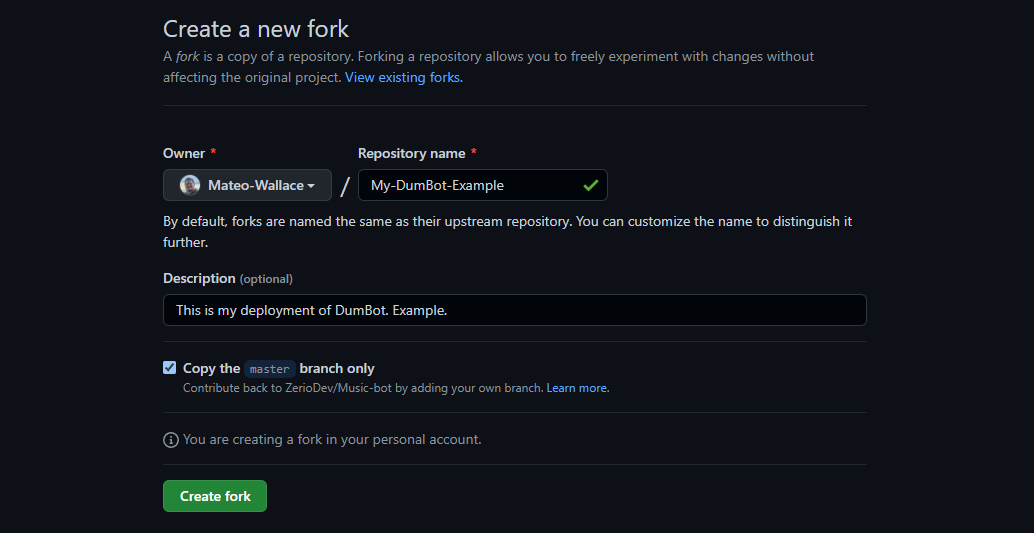 Create a new fork
A fork is a copy of a repository. Forking a repository allows you to freely experiment with changes without
affecting the original project. View existing forks.
Owner * Repository name *
Mateo-Wallace / My-DumBot-Example
By default, forks are named the same as their upstream repository. You can customize the name to distinguish it
further.
Description (optional)
This is my deployment of DumBot. Example.
Copy the master branch only
Contribute back to ZerioDev/Music-bot by adding your own branch. Learn more.
You are creating a fork in your personal account.
Create fork